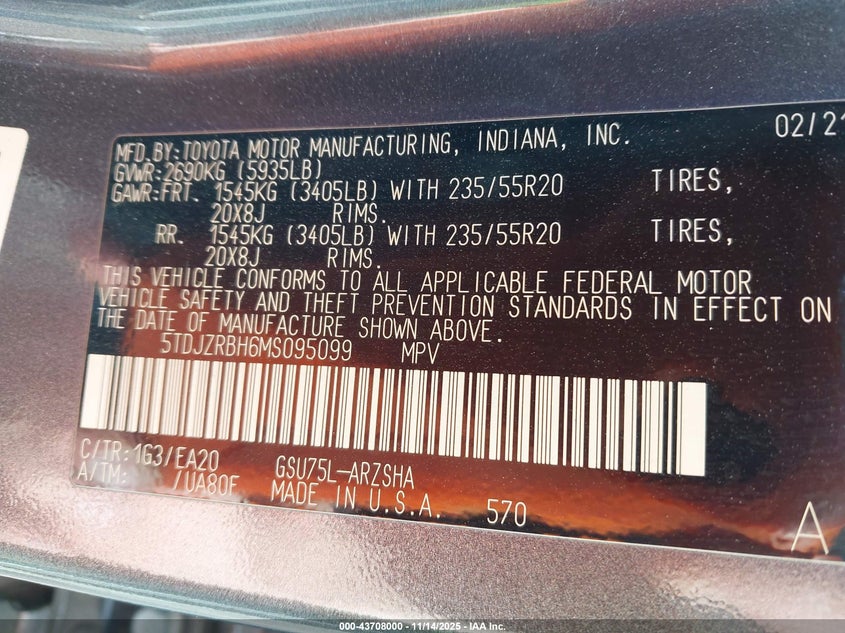 MFD.BY:TOYOTA MOTOR MANUFACTURING, INDIANA, INC. 02/21
GVWR:2690KG (5935LB)
GAWR:FRT. 1545KG (3405LB) WITH 235/55R20 TIRES,
20X8J RIMS.
RR. 1545KG (3405LB) WITH 235/55R20 TIRES,
20X8J RIMS.
THIS VEHICLE CONFORMS TO ALL APPLICABLE FEDERAL MOTOR
VEHICLE SAFETY AND THEFT PREVENTION STANDARDS IN EFFECT ON
THE DATE OF MANUFACTURE SHOWN ABOVE.
5TDJZRBH6MS095099 MPV
C/TR:1G3/EA20 GSU75L-ARZSHA
A/TM: /UA80F MADE IN U.S.A. 570
A
000-43708000 - 11/14/2025 - IAA Inc.